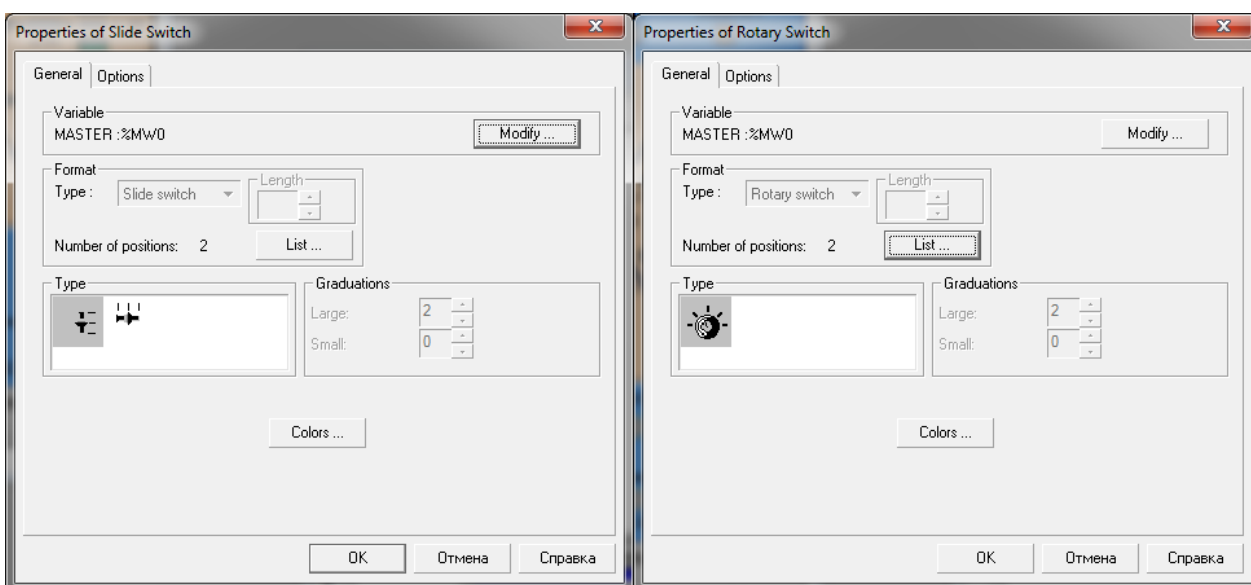 Properties of Slide Switch
General Options
Variable
MASTER :%MW0
Modify ...
Format
Type :
Slide switch
Length
Number of positions: 2
List ...
Type
Graduations
Large: 2
Small: 0
Colors ...
OK Отмена Справка
Properties of Rotary Switch
General Options
Variable
MASTER :%MW0
Modify ...
Format
Type :
Rotary switch
Length
Number of positions: 2
List ...
Type
Graduations
Large: 2
Small: 0
Colors ...
OK Отмена Справка